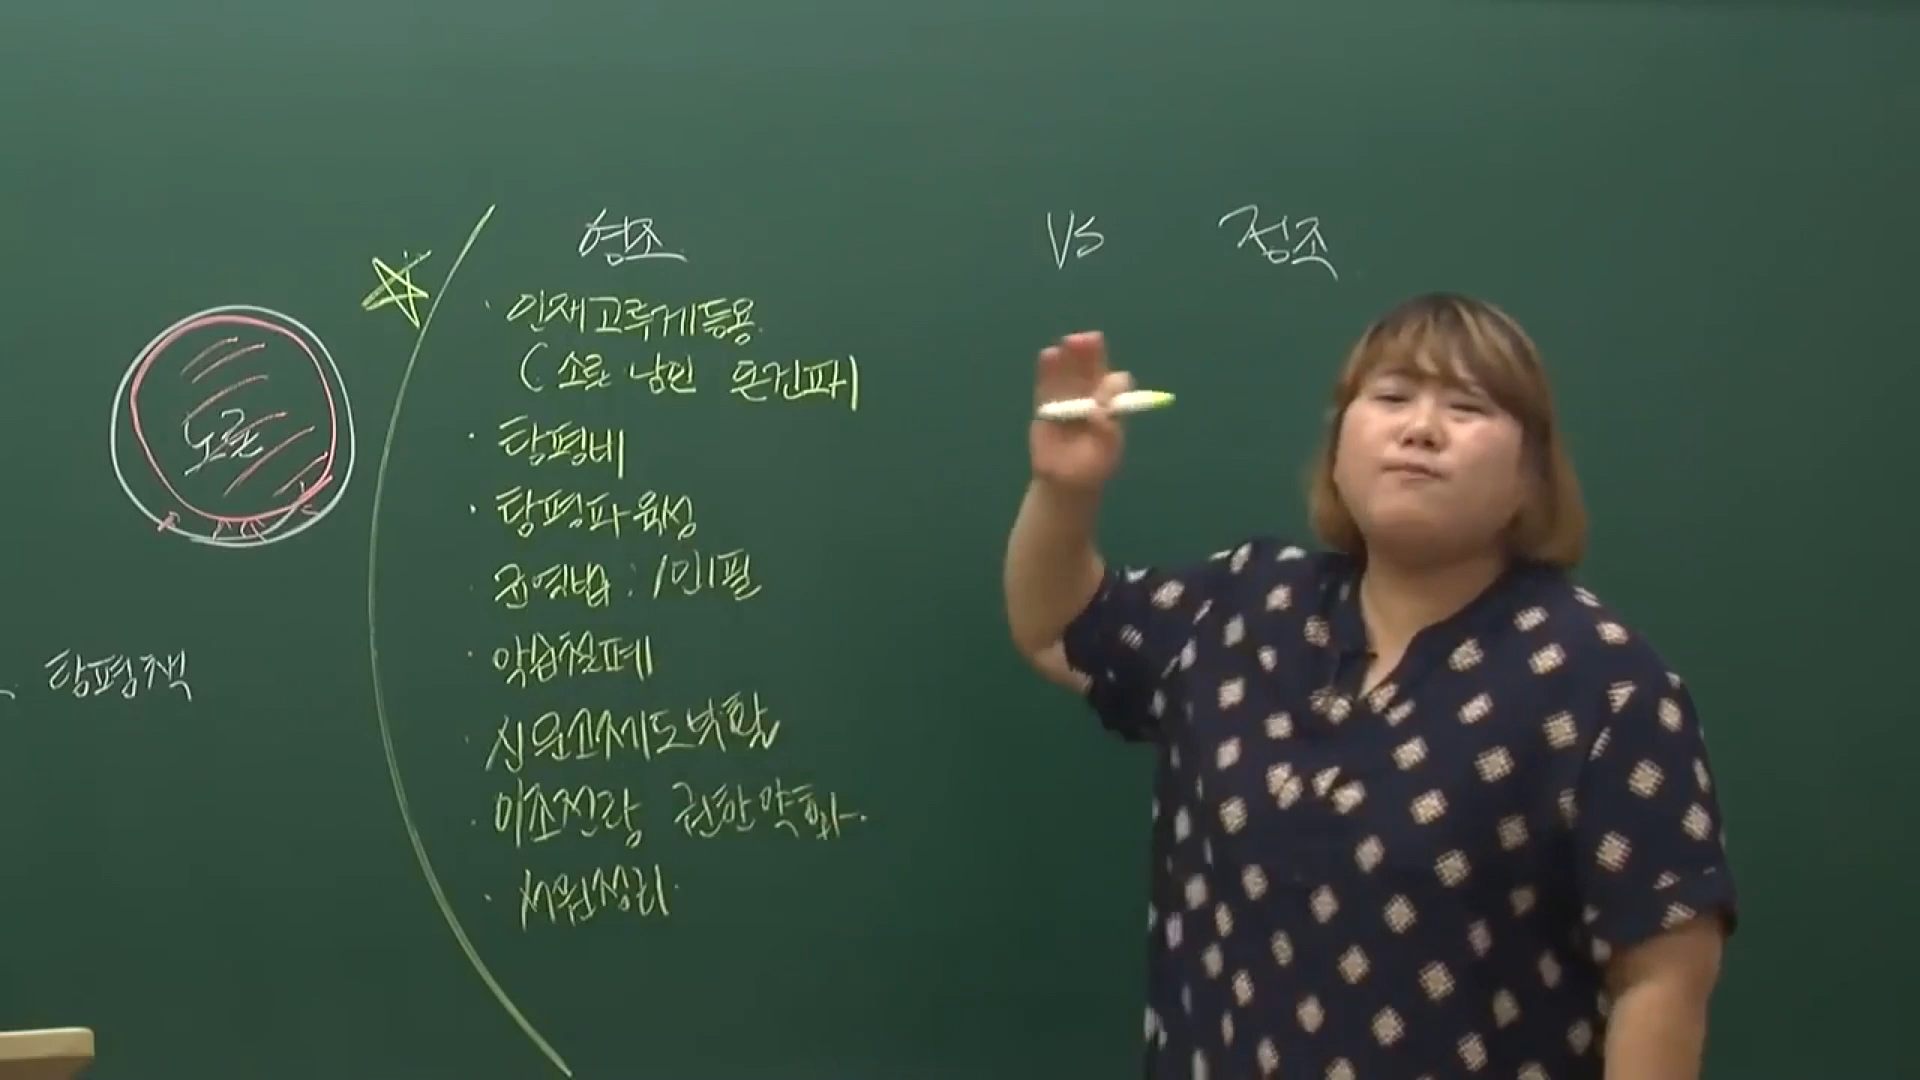 노론
탕평책
영조 VS 정조
· 인재고루게등용
(소론 남인 온건파)
· 탕평비
· 탕평파 육성
· 균역법 : 1인1필
· 악습철폐
· 신문고제도부활
· 이조전랑 권한약화.
· 서원정리.